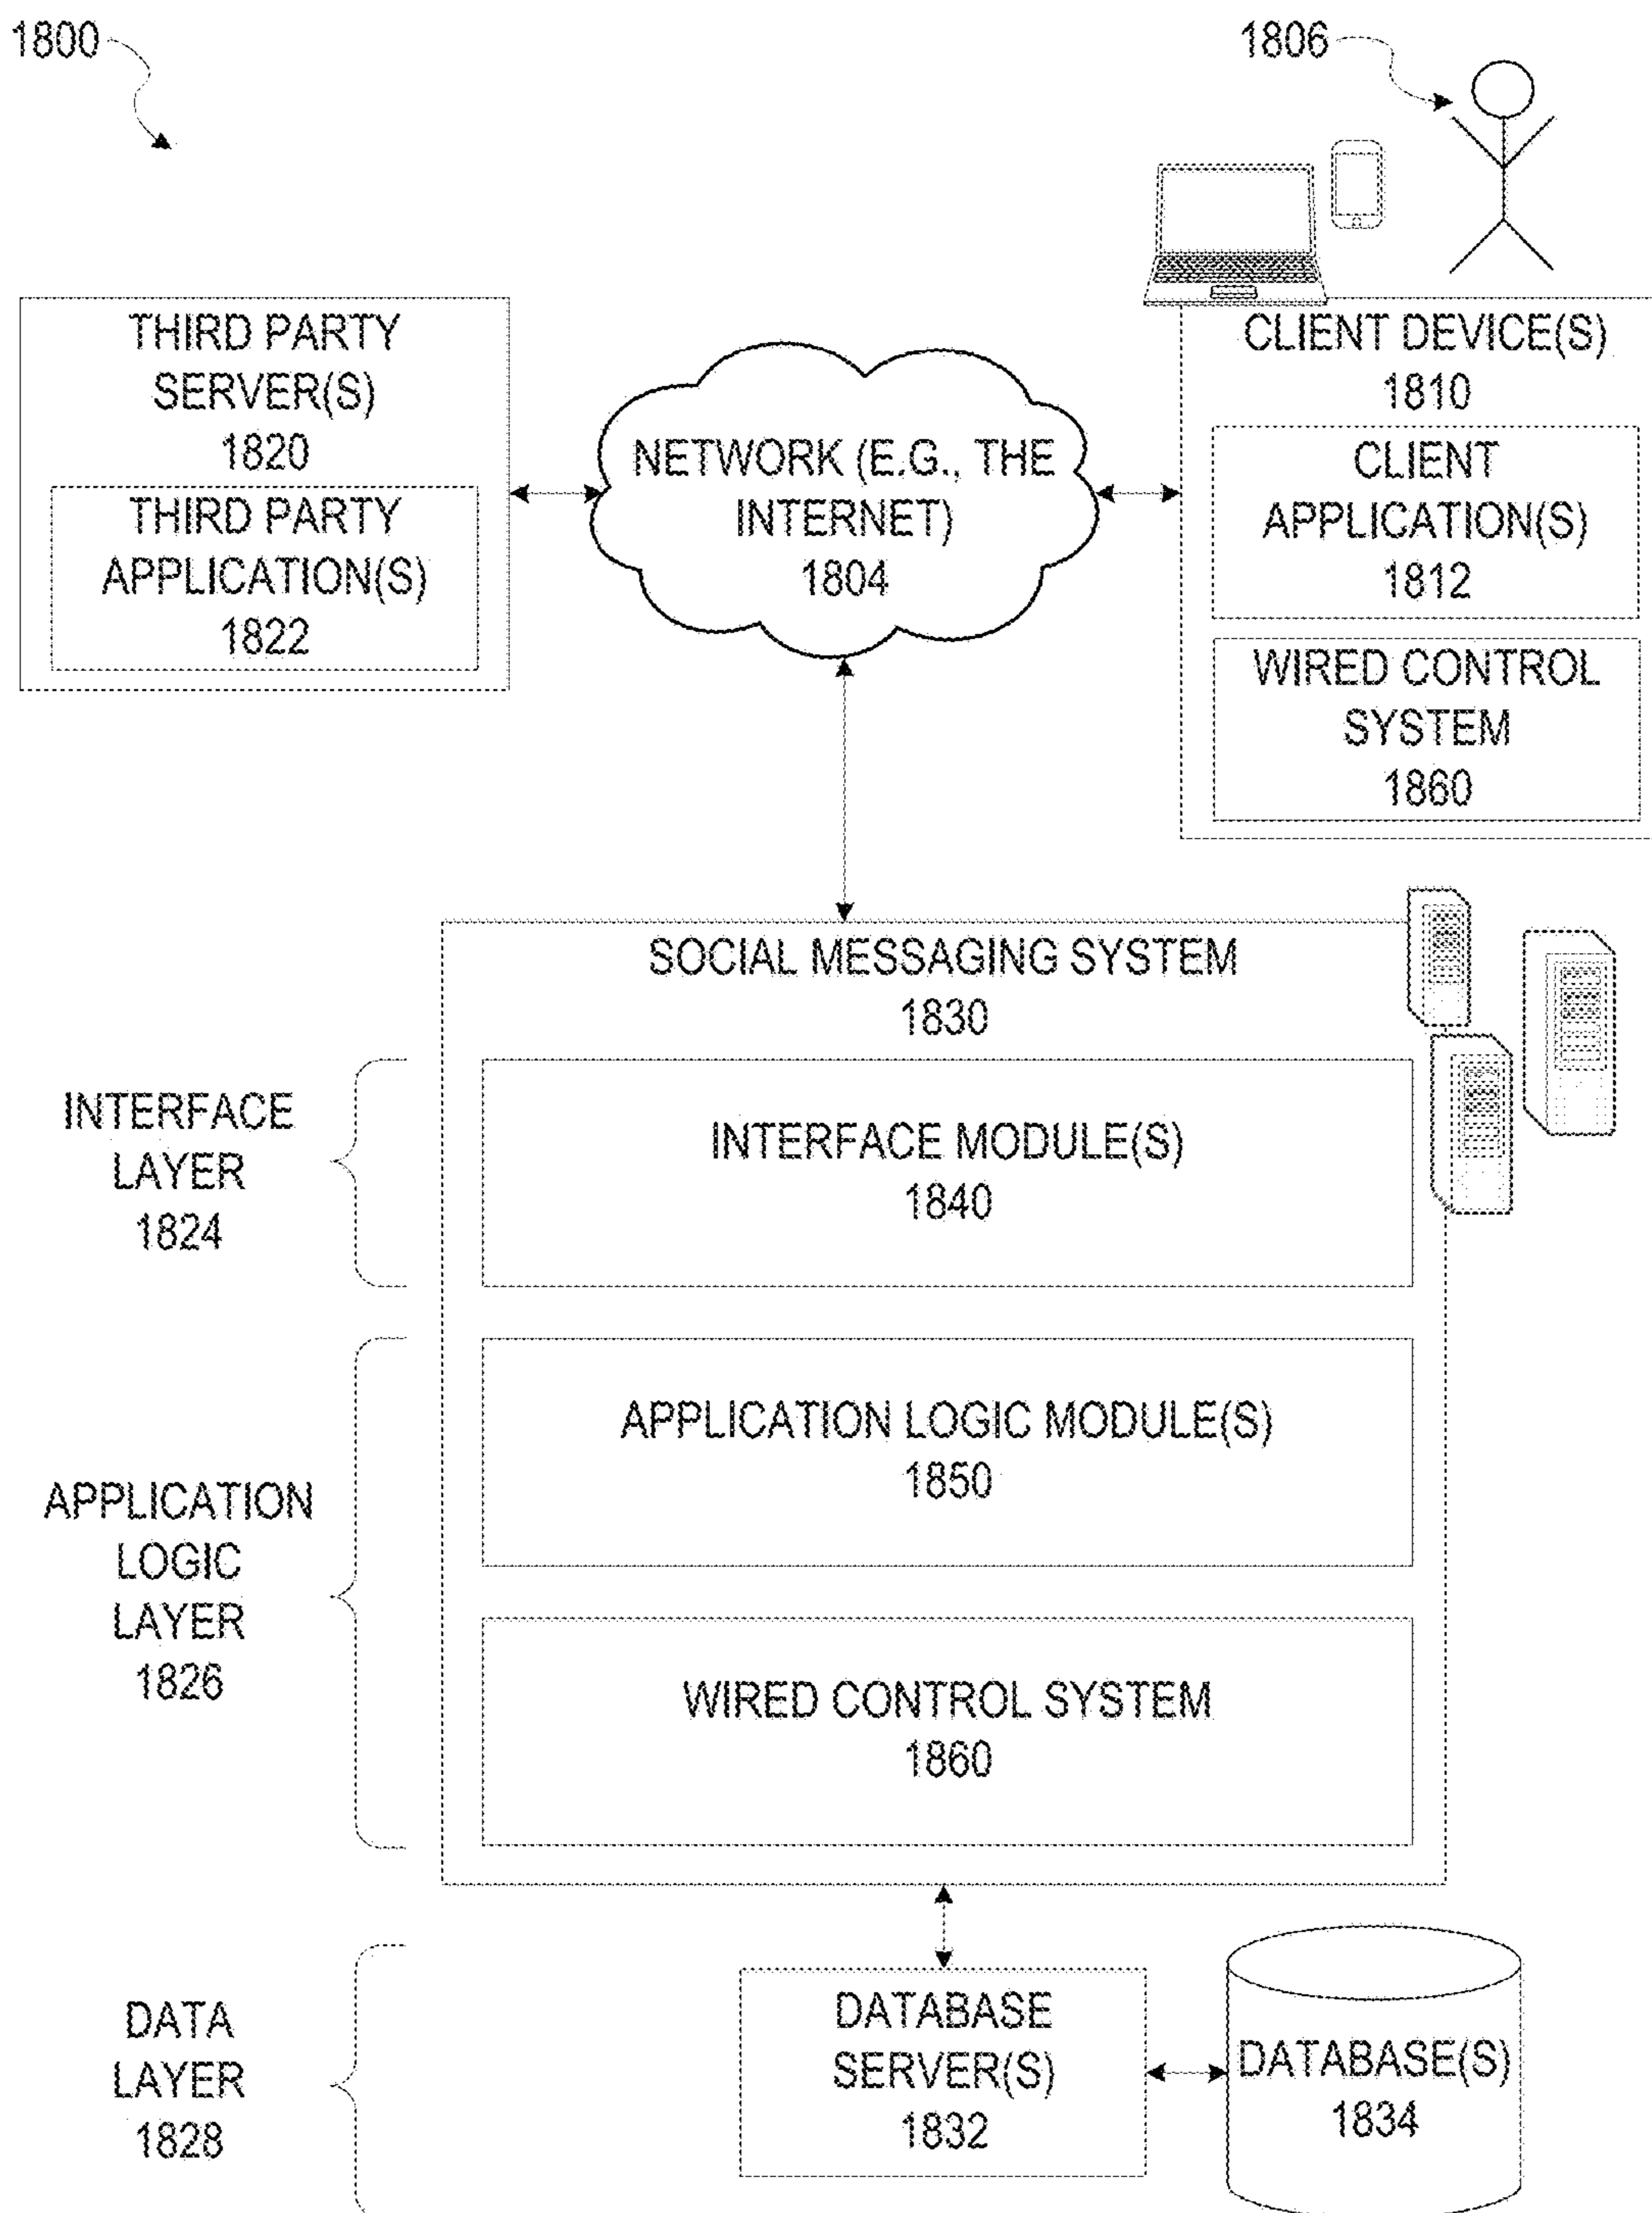 1800
1806
THIRD PARTY
SERVER(S)
1820
THIRD PARTY
APPLICATION(S)
1822
NETWORK (E.G., THE
INTERNET)
1804
CLIENT DEVICE(S)
1810
CLIENT
APPLICATION(S)
1812
WIRED CONTROL
SYSTEM
1860
SOCIAL MESSAGING SYSTEM
1830
INTERFACE
LAYER
1824
INTERFACE MODULE(S)
1840
APPLICATION
LOGIC
LAYER
1826
APPLICATION LOGIC MODULE(S)
1850
WIRED CONTROL SYSTEM
1860
DATA
LAYER
1828
DATABASE
SERVER(S)
1832
DATABASE(S)
1834